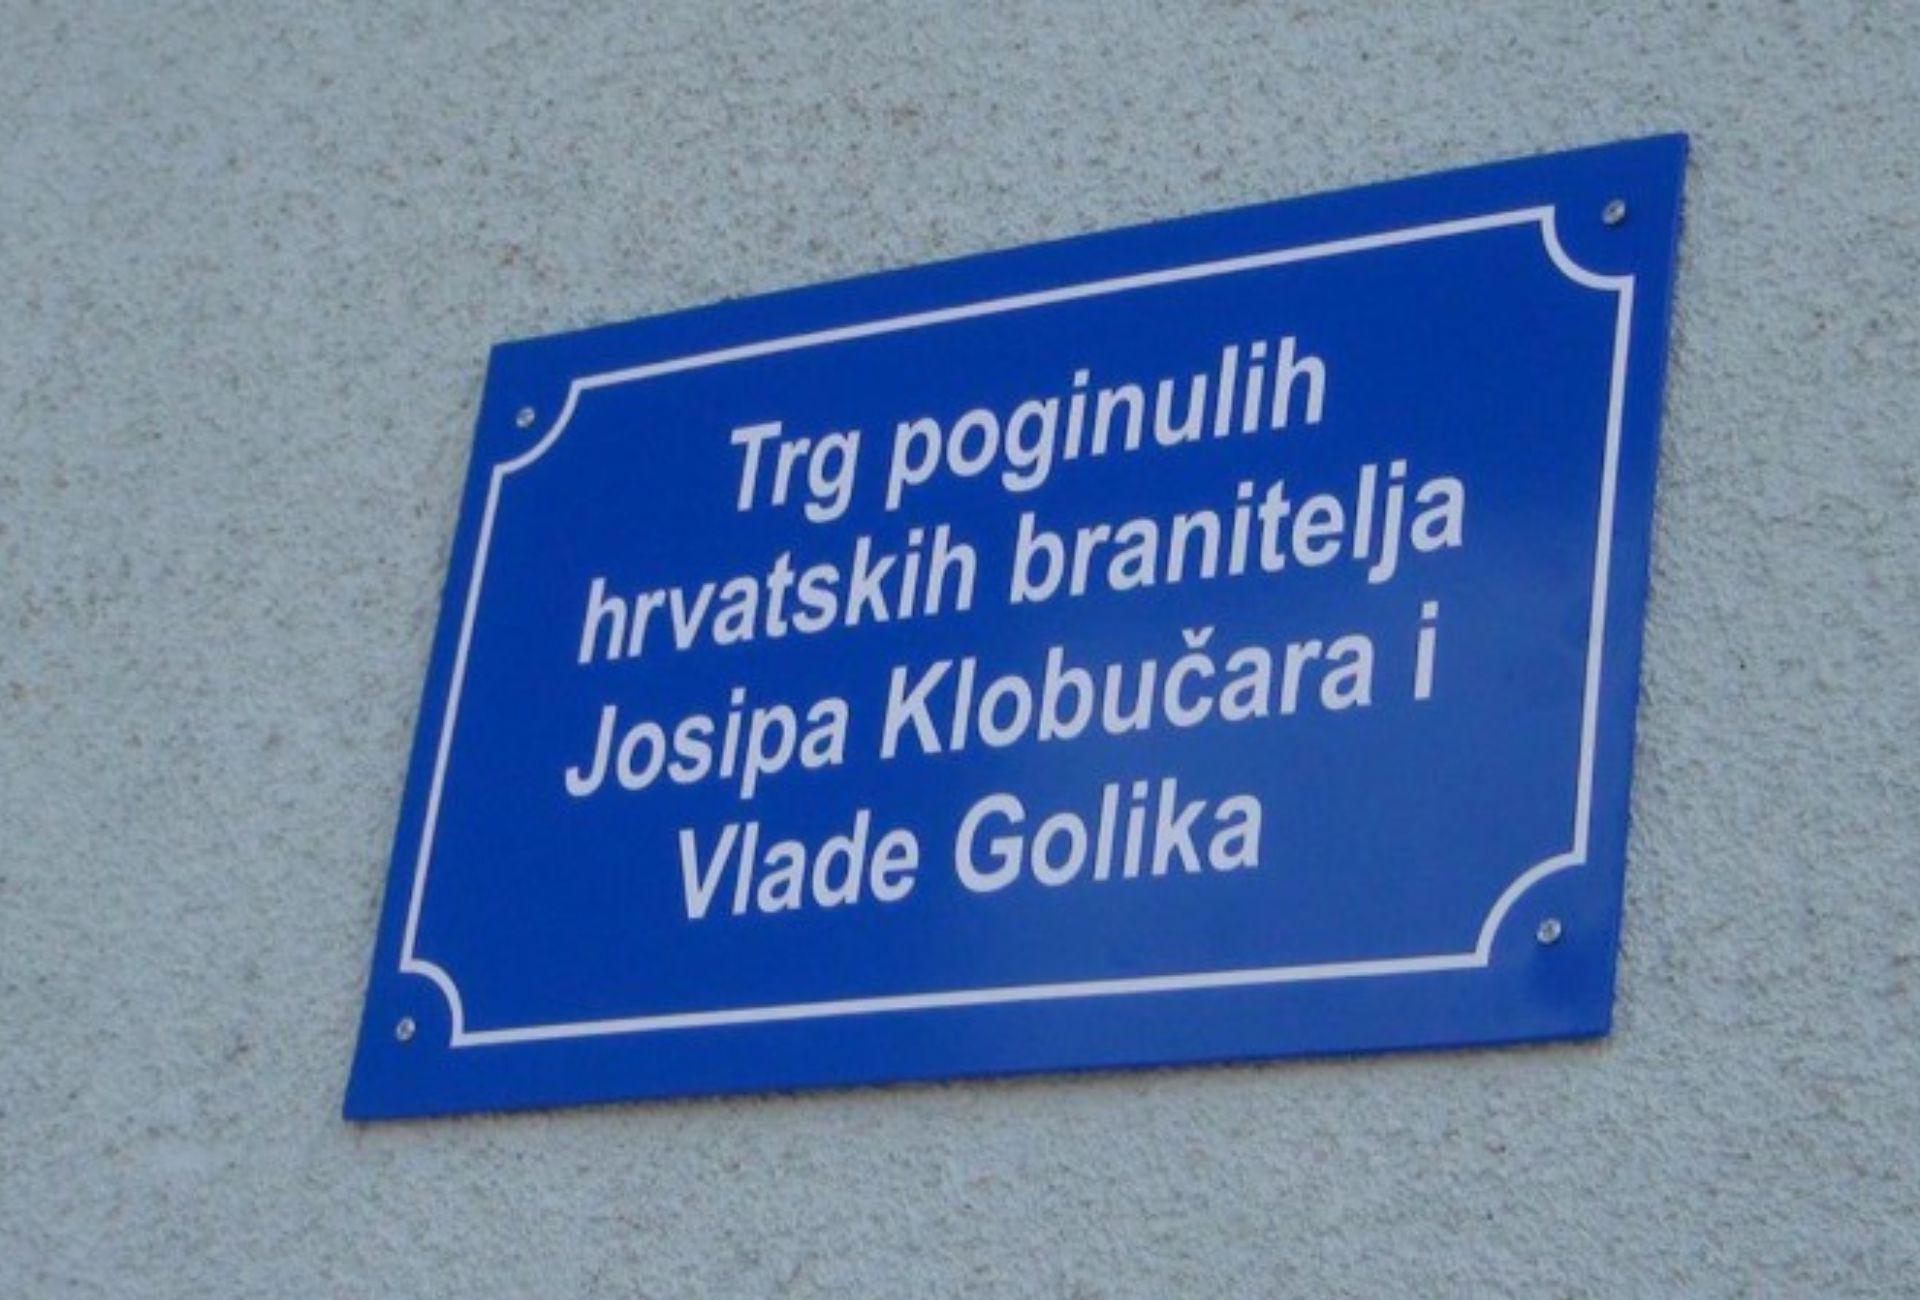 Trg poginulih
hrvatskih branitelja
Josipa Klobučara i
Vlade Golika